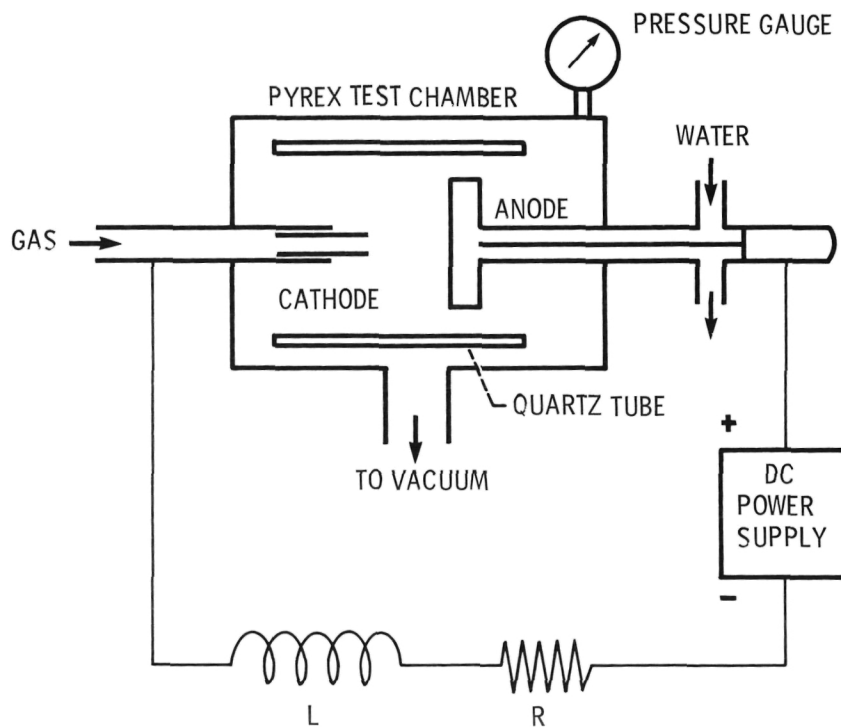 PRESSURE GAUGE
PYREX TEST CHAMBER
WATER
ANODE
GAS
CATHODE
QUARTZ TUBE
TO VACUUM
+
DC
POWER
SUPPLY
−
L
R